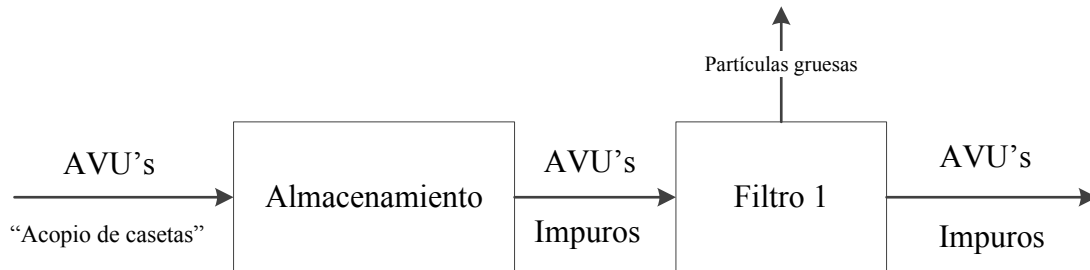 Partículas gruesas
AVU’s
“Acopio de casetas”
Almacenamiento
AVU’s
Impuros
Filtro 1
AVU’s
Impuros